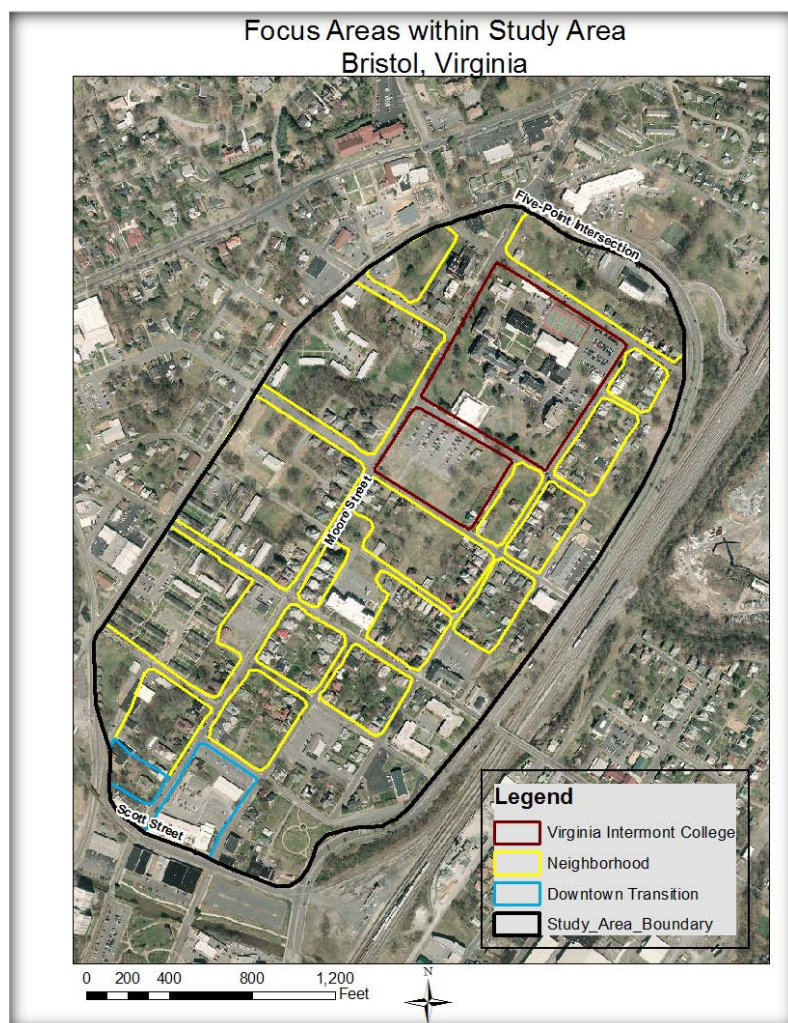 Focus Areas within Study Area
Bristol, Virginia
Five-Point Intersection
Moore Street
Scott Street
Legend
Virginia Intermont College
Neighborhood
Downtown Transition
Study_Area_Boundary
0 200 400 800 1,200
Feet
N